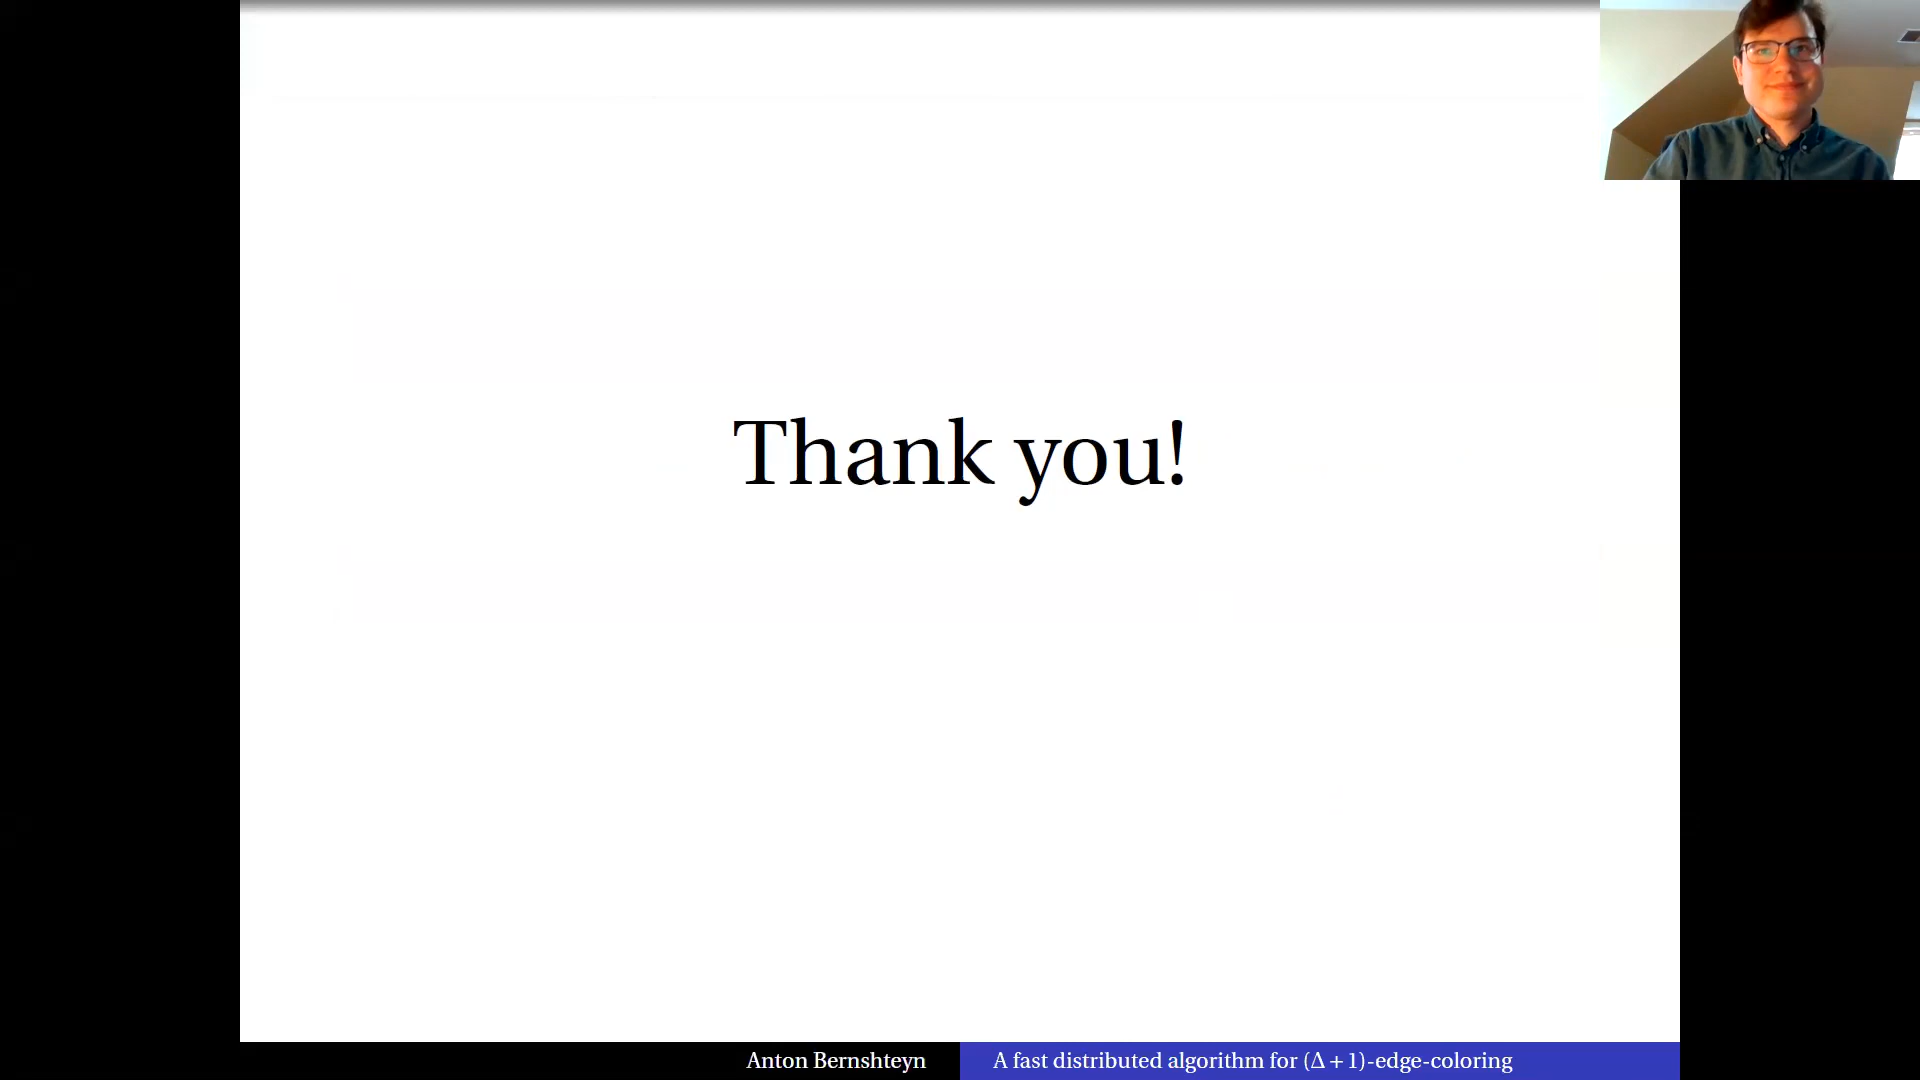 Thank you!
Anton Bernshteyn
A fast distributed algorithm for (Δ + 1)-edge-coloring